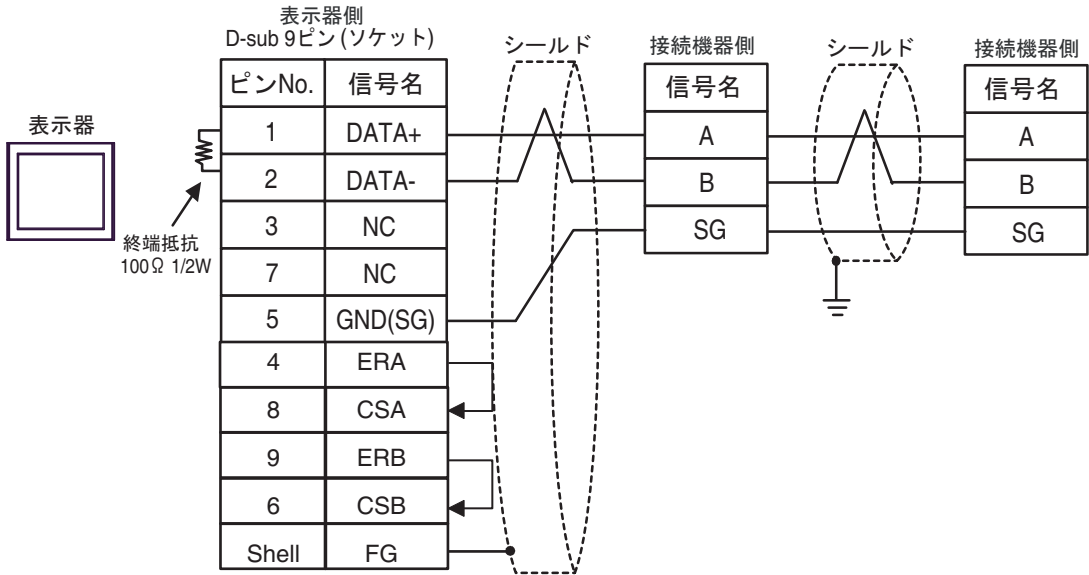 表示器側
D-sub 9ピン(ソケット)
シールド
接続機器側
シールド
接続機器側
ピンNo. 信号名
信号名
信号名
表示器
1 DATA+
A
A
2 DATA-
B
B
3 NC
SG
SG
終端抵抗
100Ω 1/2W
7 NC
5 GND(SG)
4 ERA
8 CSA
9 ERB
6 CSB
Shell FG